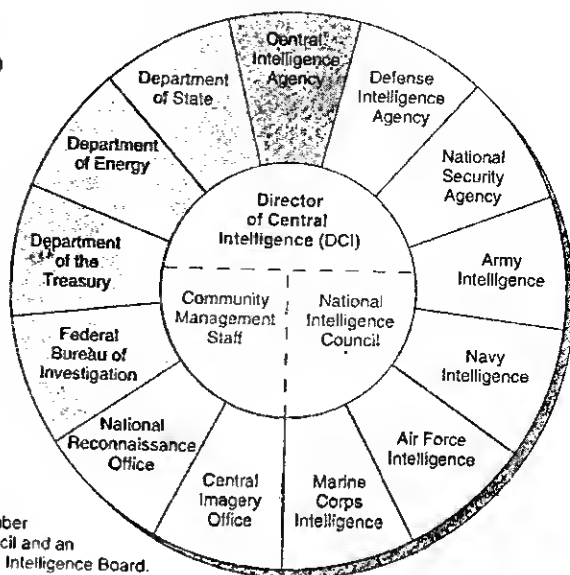 Central
Intelligence
Agency
Defense
Intelligence
Agency
National
Security
Agency
Army
Intelligence
Navy
Intelligence
Air Force
Intelligence
Marine
Corps
Intelligence
Central
Imagery
Office
National
Reconnaissance
Office
Federal
Bureau of
Investigation
Department
of the
Treasury
Department
of Energy
Department
of State
Director
of Central
Intelligence (DCI)
Community
Management
Staff
National
Intelligence
Council
and an
Intelligence Board.